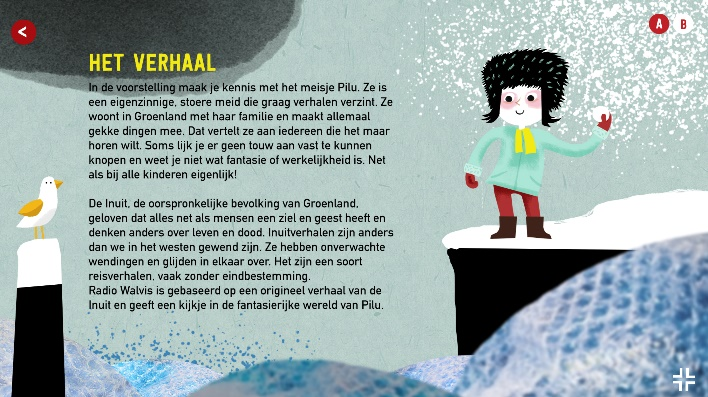 <
A B
HET VERHAAL
In de voorstelling maak je kennis met het meisje Pilu. Ze is
een eigenzinnige, stoere meid die graag verhalen verzint. Ze
woont in Groenland met haar familie en maakt allemaal
gekke dingen mee. Dat vertelt ze aan iedereen die het maar
horen wilt. Soms lijk je er geen touw aan vast te kunnen
knopen en weet je niet wat fantasie of werkelijkheid is. Net
als bij alle kinderen eigenlijk!
De Inuit, de oorspronkelijke bevolking van Groenland,
geloven dat alles net als mensen een ziel en geest heeft en
denken anders over leven en dood. Inuitverhalen zijn anders
dan we in het westen gewend zijn. Ze hebben onverwachte
wendingen en glijden in elkaar over. Het zijn een soort
reisverhalen, vaak zonder eindbestemming.
Radio Walvis is gebaseerd op een origineel verhaal van de
Inuit en geeft een kijkje in de fantasierijke wereld van Pilu.